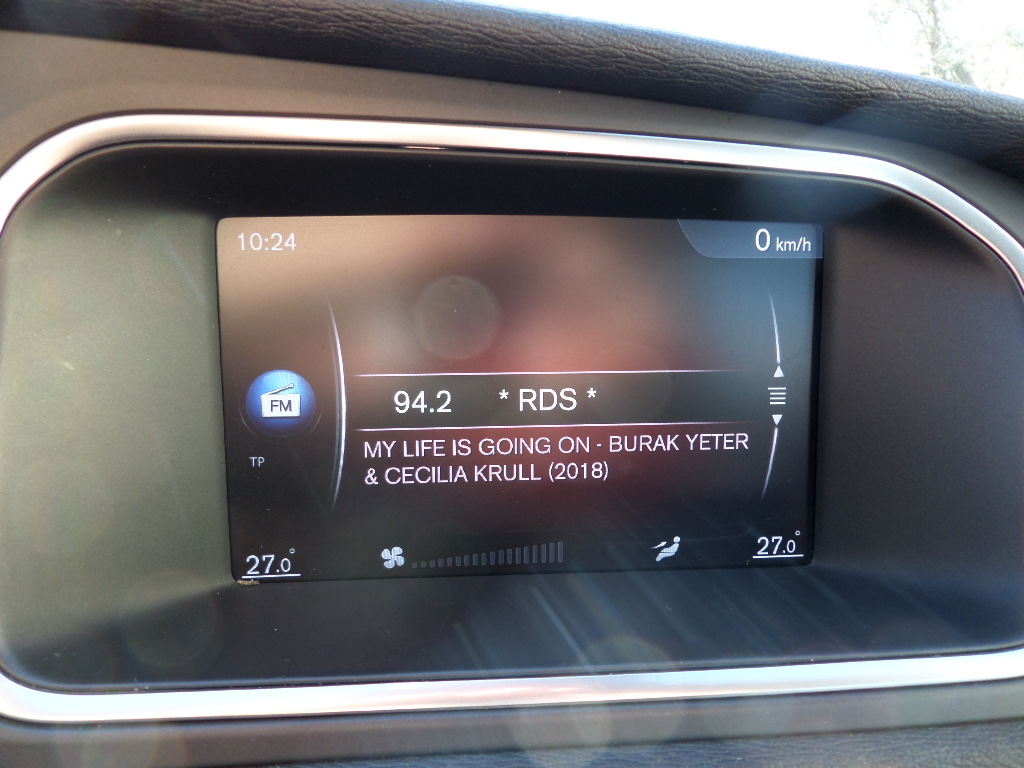 10:24
0 km/h
FM
94.2 * RDS *
MY LIFE IS GOING ON - BURAK YETER
& CECILIA KRULL (2018)
TP
27.0° 27.0°